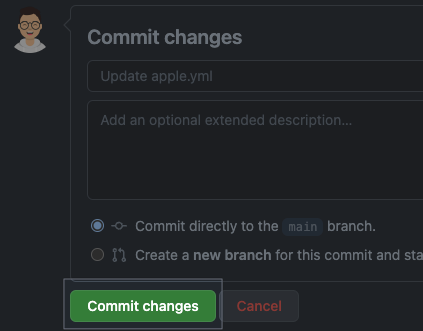 Commit changes
Update apple.yml
Add an optional extended description...
Commit directly to the main branch.
Create a new branch for this commit and sta
Commit changes
Cancel